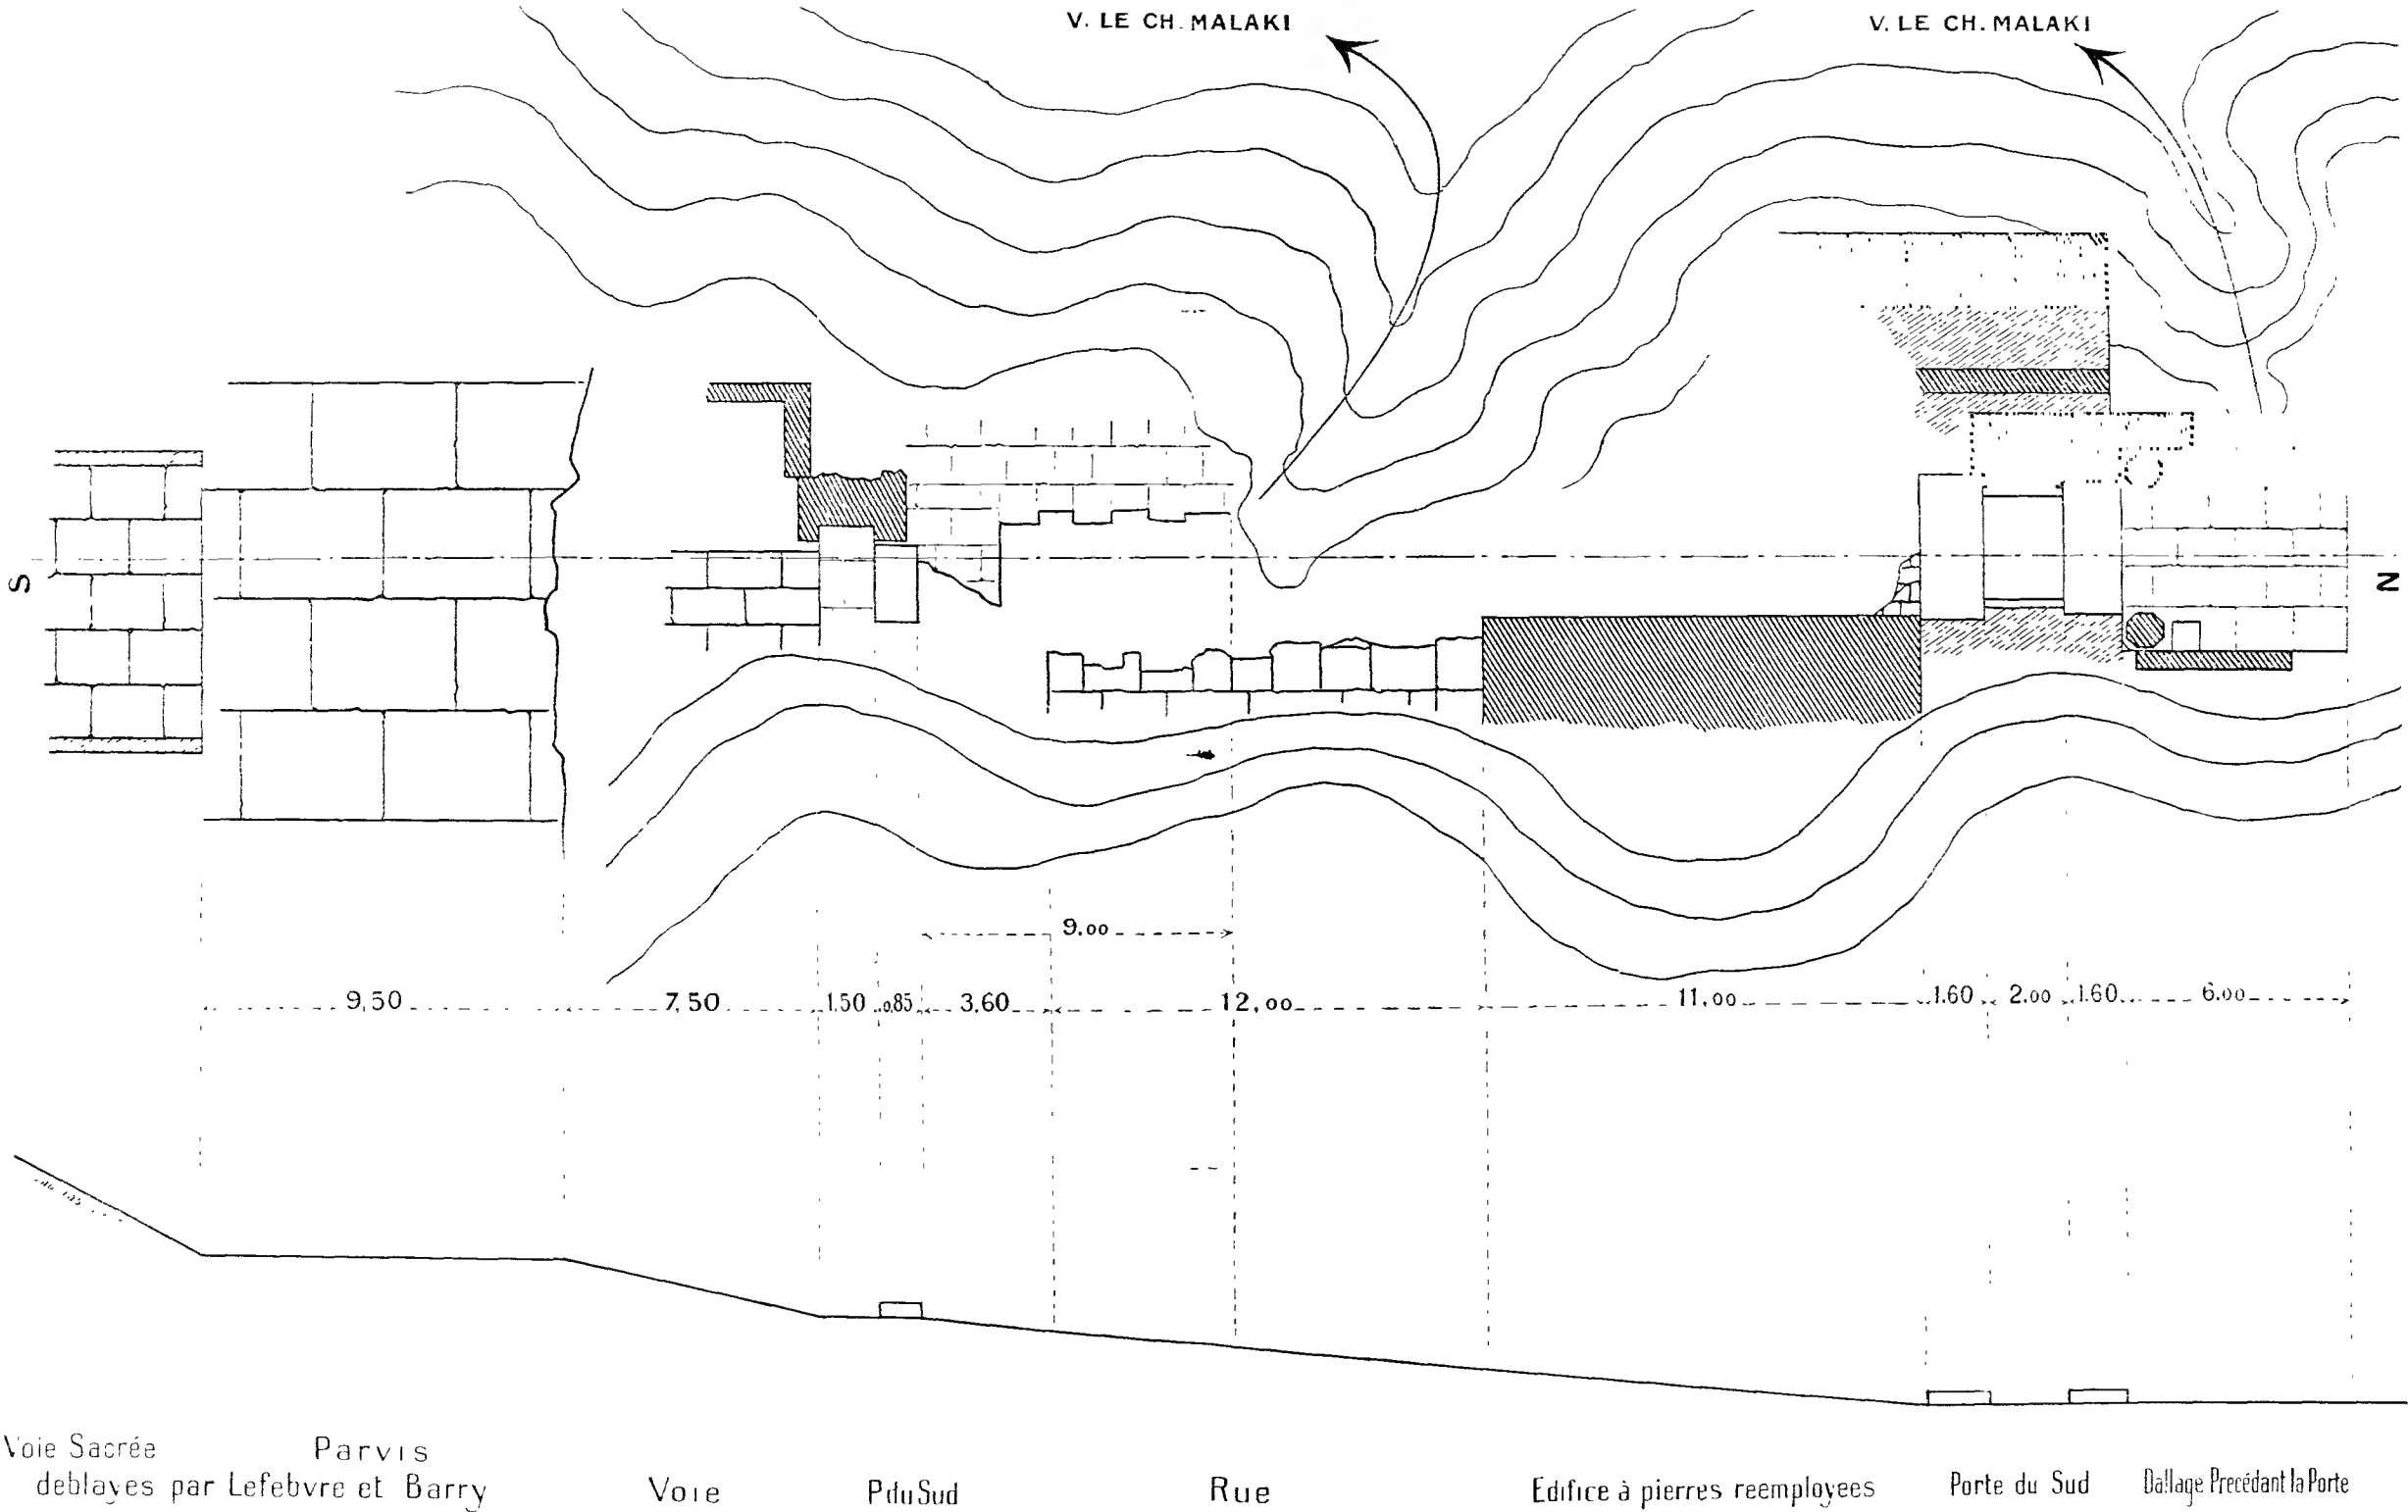 V. LE CH. MALAKI
V. LE CH. MALAKI
S
N
9.00
9,50
7,50
1.50
0.85
3.60
12,00
11,00
1.60
2.00
1.60
6.00
Voie Sacrée
Parvis
deblayes par Lefebvre et Barry
Voie
P.du Sud
Rue
Edifice à pierres reemployees
Porte du Sud
Dallage Precédant la Porte